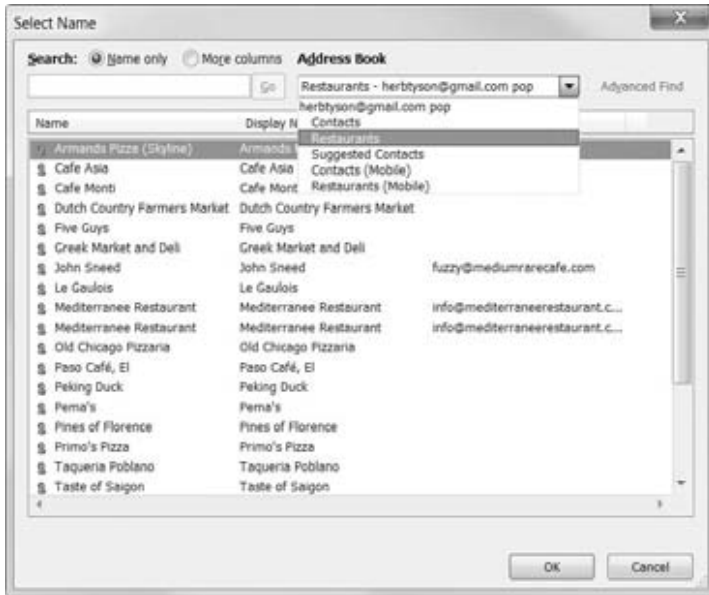 Select Name
Search: Name only More columns Address Book
Go Restaurants - herbtyson@gmail.com pop Advanced Find
herbtyson@gmail.com pop
Contacts
Restaurants
Suggested Contacts
Contacts (Mobile)
Restaurants (Mobile)
Name Display N
Armands Pizza (Skyline) Armands
Cafe Asia Cafe Asia
Cafe Monti Cafe Mont
Dutch Country Farmers Market Dutch Country Farmers Market
Five Guys Five Guys
Greek Market and Deli Greek Market and Deli
John Sneed John Sneed fuzzy@mediumrarecafe.com
Le Gaulois Le Gaulois
Mediterranee Restaurant Mediterranee Restaurant info@mediterraneerestaurant.c...
Mediterranee Restaurant Mediterranee Restaurant info@mediterraneerestaurant.c...
Old Chicago Pizzaria Old Chicago Pizzaria
Paso Café, El Paso Café, El
Peking Duck Peking Duck
Pema's Pema's
Pines of Florence Pines of Florence
Primo's Pizza Primo's Pizza
Taqueria Poblano Taqueria Poblano
Taste of Saigon Taste of Saigon
OK Cancel